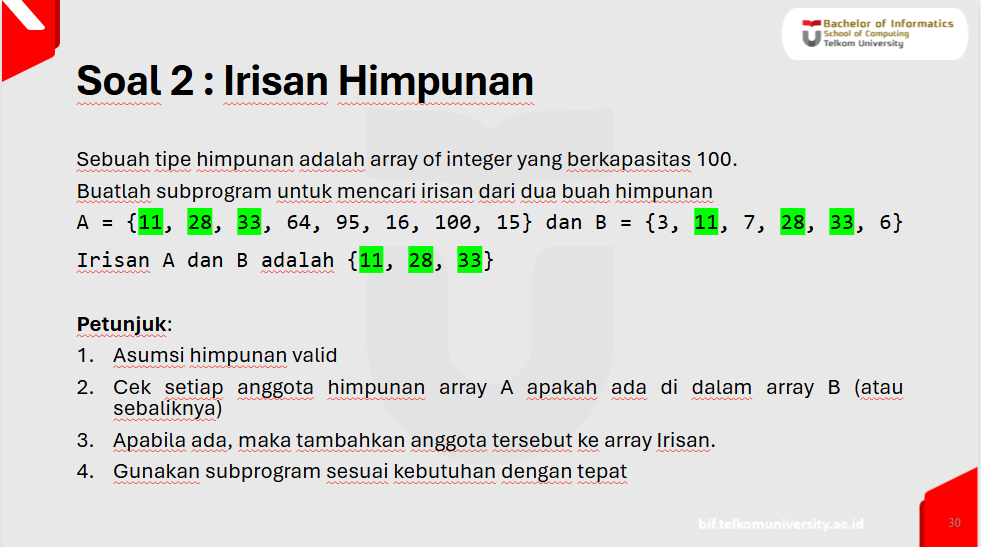 Bachelor of Informatics
School of Computing
Telkom University
Soal 2 : Irisan Himpunan
Sebuah tipe himpunan adalah array of integer yang berkapasitas 100.
Buatlah subprogram untuk mencari irisan dari dua buah himpunan
A = {11, 28, 33, 64, 95, 16, 100, 15} dan B = {3, 11, 7, 28, 33, 6}
Irisan A dan B adalah {11, 28, 33}
Petunjuk:
1. Asumsi himpunan valid
2. Cek setiap anggota himpunan array A apakah ada di dalam array B (atau
sebaliknya)
3. Apabila ada, maka tambahkan anggota tersebut ke array Irisan.
4. Gunakan subprogram sesuai kebutuhan dengan tepat
bif.telkomuniversity.ac.id
30